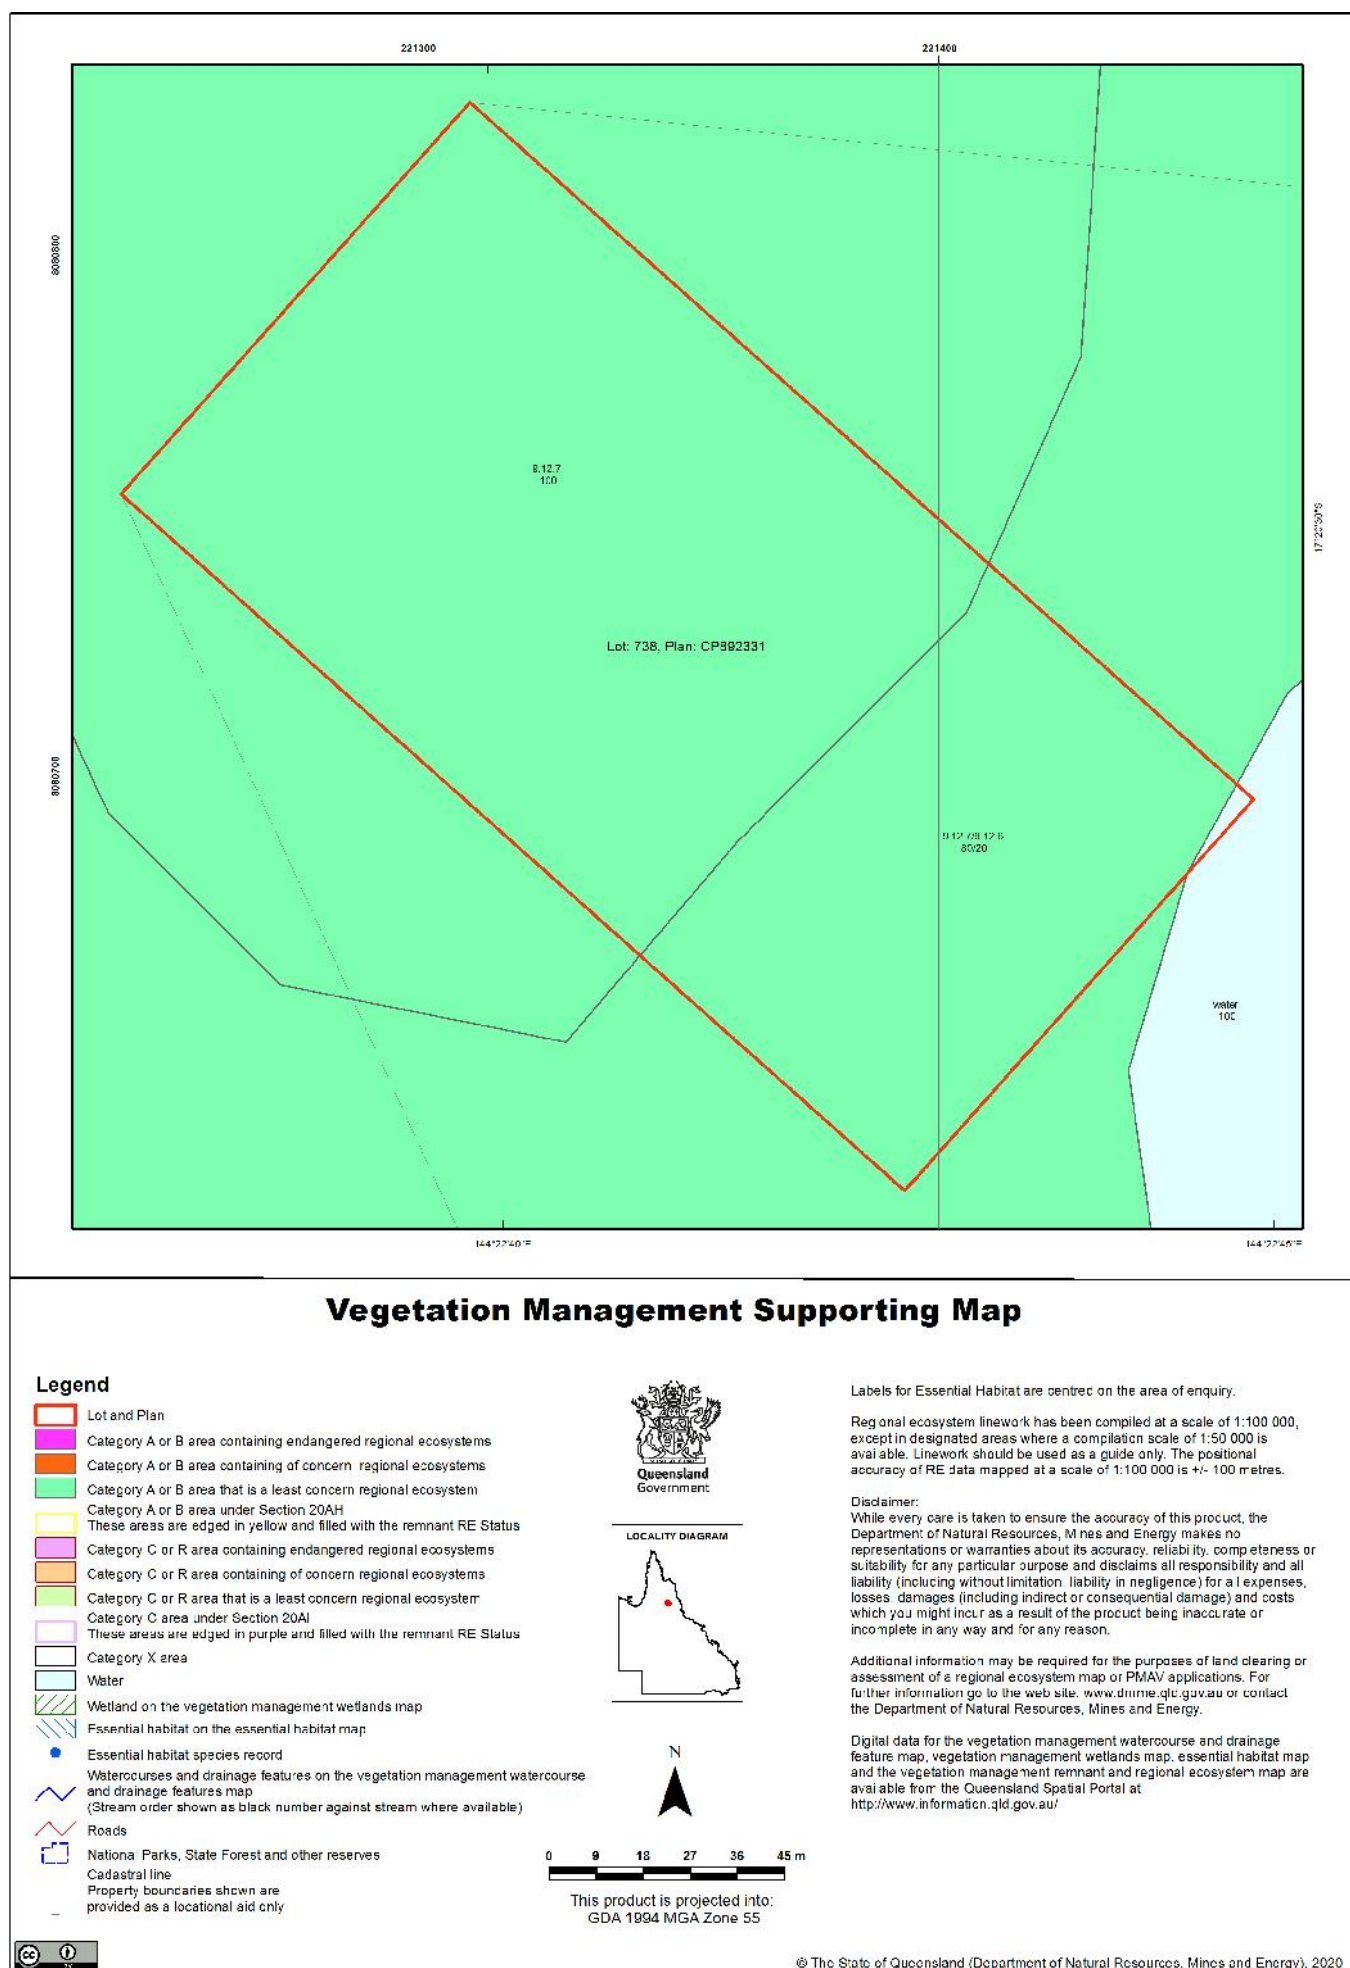 221300
221400
8080800
9.12.7
100
17°20'30"S
Lot: 738, Plan: CP892331
8080700
9.12.7/9.12.6
80/20
water
100
144°22'40"E
144°22'45"E
Vegetation Management Supporting Map
Legend
Lot and Plan
Category A or B area containing endangered regional ecosystems
Category A or B area containing of concern regional ecosystems
Category A or B area that is a least concern regional ecosystem
Category A or B area under Section 20AH
These areas are edged in yellow and filled with the remnant RE Status
Category C or R area containing endangered regional ecosystems
Category C or R area containing of concern regional ecosystems
Category C or R area that is a least concern regional ecosystem
Category C area under Section 20AI
These areas are edged in purple and filled with the remnant RE Status
Category X area
Water
Wetland on the vegetation management wetlands map
Essential habitat on the essential habitat map
Essential habitat species record
Watercourses and drainage features on the vegetation management watercourse
and drainage features map
(Stream order shown as black number against stream where available)
Roads
National Parks, State Forest and other reserves
Cadastral line
Property boundaries shown are
provided as a locational aid only
Queensland
Government
LOCALITY DIAGRAM
N
0 9 18 27 36 45 m
This product is projected into:
GDA 1994 MGA Zone 55
Labels for Essential Habitat are centred on the area of enquiry.
Regional ecosystem linework has been compiled at a scale of 1:100 000,
except in designated areas where a compilation scale of 1:50 000 is
available. Linework should be used as a guide only. The positional
accuracy of RE data mapped at a scale of 1:100 000 is +/- 100 metres.
Disclaimer:
While every care is taken to ensure the accuracy of this product, the
Department of Natural Resources, Mines and Energy makes no
representations or warranties about its accuracy, reliability, completeness or
suitability for any particular purpose and disclaims all responsibility and all
liability (including without limitation, liability in negligence) for all expenses,
losses, damages (including indirect or consequential damage) and costs
which you might incur as a result of the product being inaccurate or
incomplete in any way and for any reason.
Additional information may be required for the purposes of land clearing or
assessment of a regional ecosystem map or PMAV applications. For
further information go to the web site: www.dnrme.qld.gov.au or contact
the Department of Natural Resources, Mines and Energy.
Digital data for the vegetation management watercourse and drainage
feature map, vegetation management wetlands map, essential habitat map
and the vegetation management remnant and regional ecosystem map are
available from the Queensland Spatial Portal at
http://www.information.qld.gov.au/
cc
© The State of Queensland (Department of Natural Resources, Mines and Energy), 2020